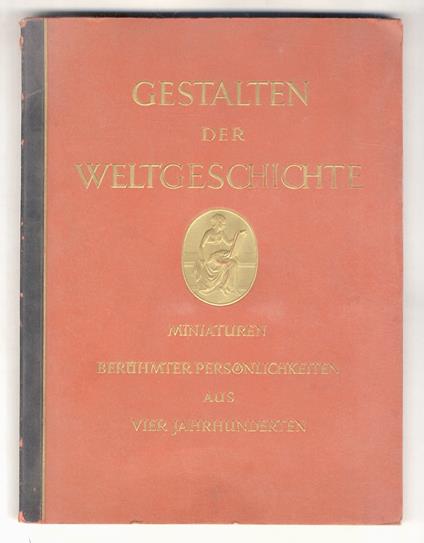 GESTALTEN
DER
WELTGESCHICHTE
MINIATUREN
BERÜHMTER PERSÖNLICHKEITEN
AUS
VIER JAHRHUNDERTEN